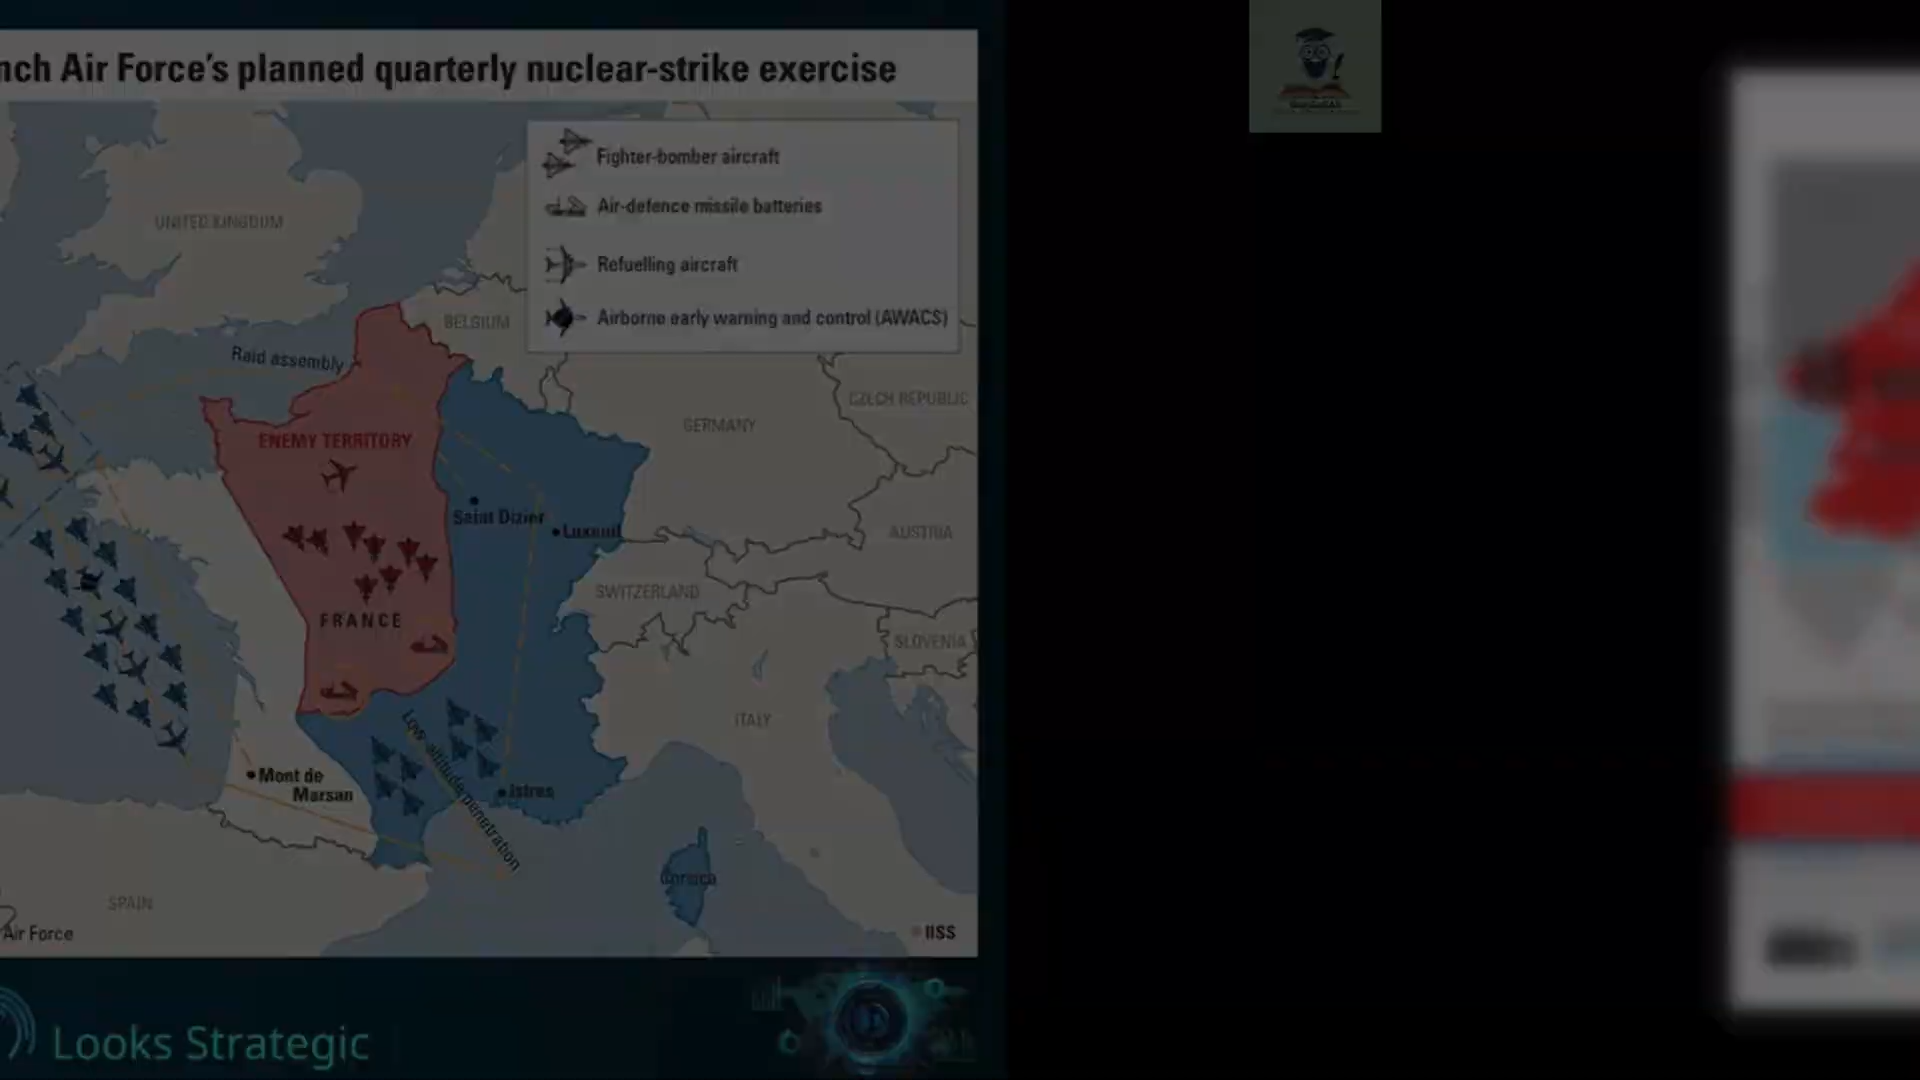 nch Air Force's planned quarterly nuclear-strike exercise
Fighter-bomber aircraft
Air-defence missile batteries
Refuelling aircraft
Airborne early warning and control (AWACS)
UNITED KINGDOM
BELGIUM
Raid assembly
CZECH REPUBLIC
GERMANY
ENEMY TERRITORY
Saint Dizier
Luxeuil
AUSTRIA
SWITZERLAND
FRANCE
SLOVENIA
ITALY
Low-altitude penetration
Mont de
Marsan
Istres
Corsica
SPAIN
Air Force
IISS
Looks Strategic